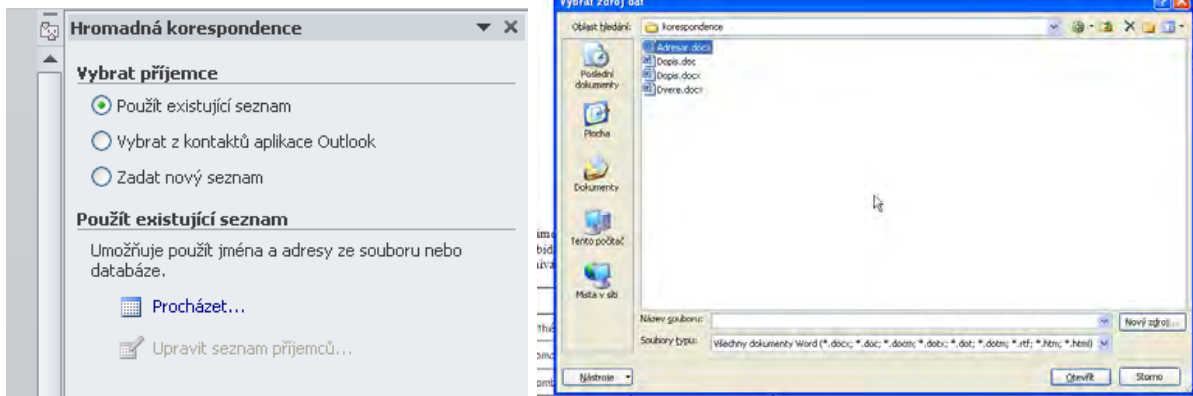 Hromadná korespondence
Vybrat příjemce
Použít existující seznam
Vybrat z kontaktů aplikace Outlook
Zadat nový seznam
Použít existující seznam
Umožňuje použít jména a adresy ze souboru nebo
databáze.
Procházet...
Upravit seznam příjemců...
Vybrat zdroj dat
Oblast hledání:
korespondence
Poslední
dokumenty
Plocha
Dokumenty
Tento počítač
Místa v síti
Adresar.docx
Dopis.doc
Dopis.docx
Dvere.docx
Název souboru:
Nový zdroj...
Soubory typu:
Všechny dokumenty Word (*.docx; *.doc; *.docm; *.dotx; *.dot; *.dotm; *.rtf; *.htm; *.html)
Nástroje
Otevřít
Storno